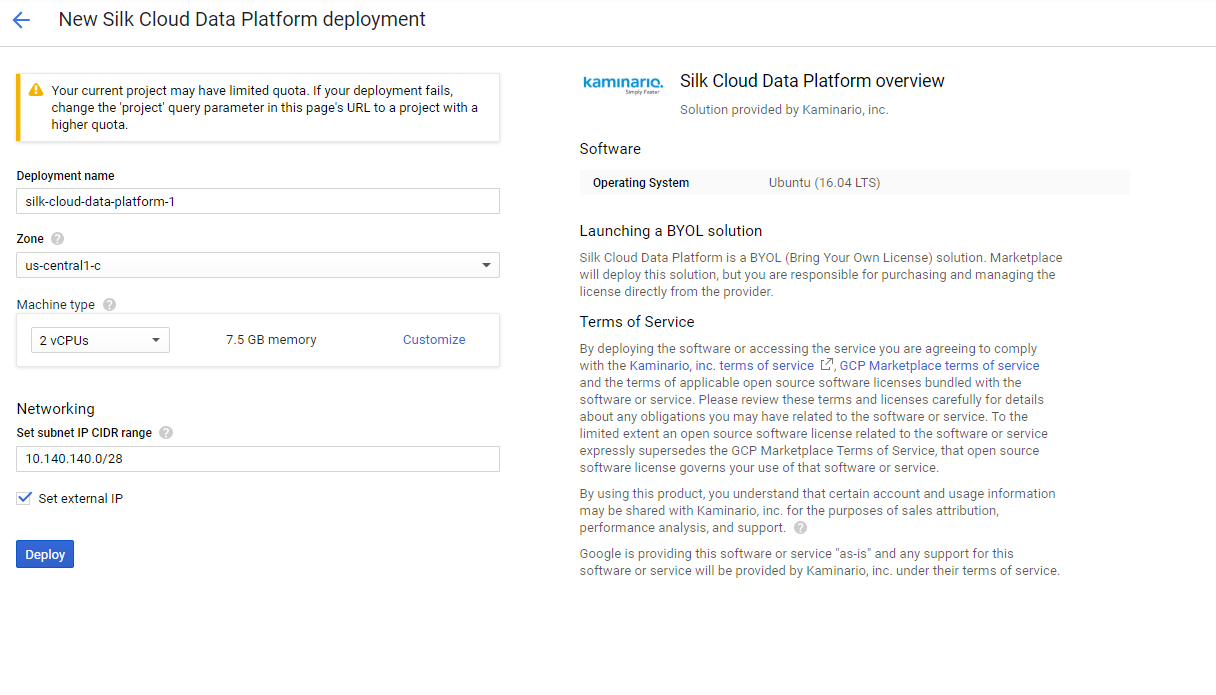 New Silk Cloud Data Platform deployment
Your current project may have limited quota. If your deployment fails,
change the 'project' query parameter in this page's URL to a project with a
higher quota.
Deployment name
silk-cloud-data-platform-1
Zone ?
us-central1-c
Machine type ?
2 vCPUs
7.5 GB memory
Customize
Networking
Set subnet IP CIDR range ?
10.140.140.0/28
Set external IP
Deploy
kaminario.
Simply Faster
Silk Cloud Data Platform overview
Solution provided by Kaminario, inc.
Software
Operating System
Ubuntu (16.04 LTS)
Launching a BYOL solution
Silk Cloud Data Platform is a BYOL (Bring Your Own License) solution. Marketplace
will deploy this solution, but you are responsible for purchasing and managing the
license directly from the provider.
Terms of Service
By deploying the software or accessing the service you are agreeing to comply
with the Kaminario, inc. terms of service , GCP Marketplace terms of service
and the terms of applicable open source software licenses bundled with the
software or service. Please review these terms and licenses carefully for details
about any obligations you may have related to the software or service. To the
limited extent an open source software license related to the software or service
expressly supersedes the GCP Marketplace Terms of Service, that open source
software license governs your use of that software or service.
By using this product, you understand that certain account and usage information
may be shared with Kaminario, inc. for the purposes of sales attribution,
performance analysis, and support. ?
Google is providing this software or service "as-is" and any support for this
software or service will be provided by Kaminario, inc. under their terms of service.